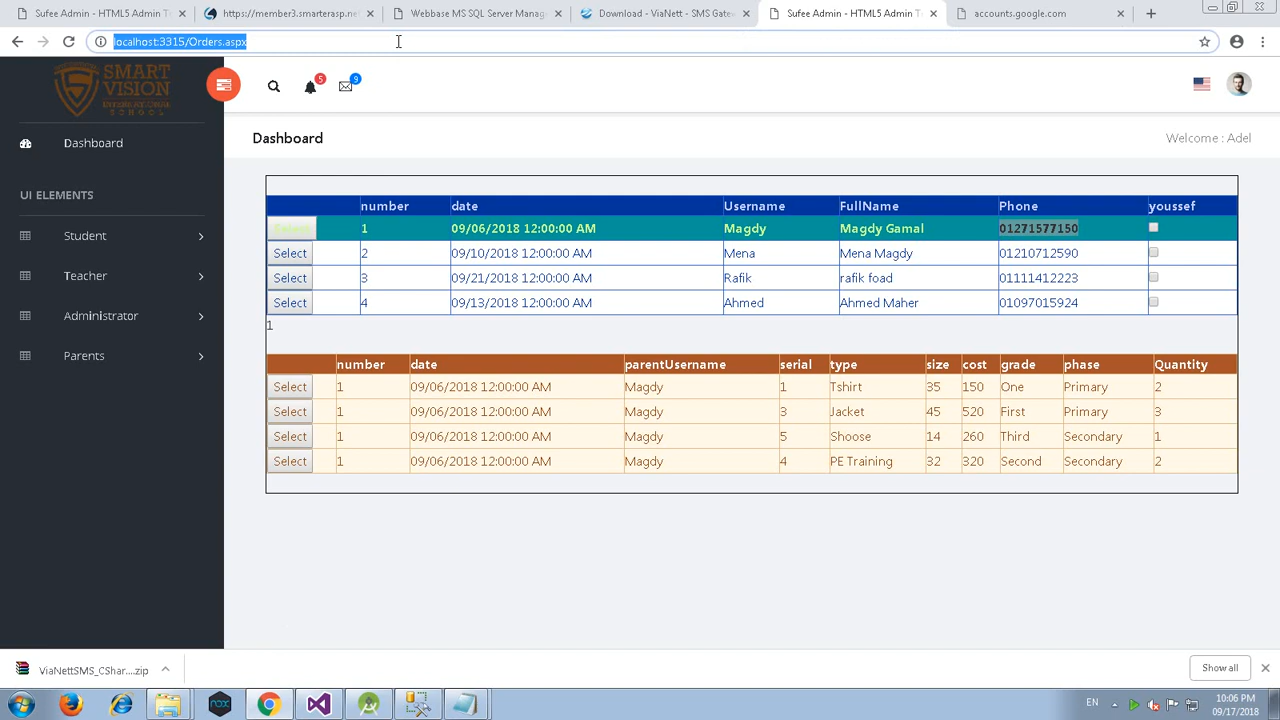 Sufee Admin - HTML5 Admin T
https://member3.smarterasp.ne
Webbase MS SQL Server Manag
Download ViaNett - SMS Gatew
Sufee Admin - HTML5 Admin T
accounts.google.com
localhost:3315/Orders.aspx
SMART
VISION
SCHOOL
5
9
Dashboard
Dashboard
Welcome : Adel
UI ELEMENTS
Student
Teacher
Administrator
Parents
number date Username FullName Phone youssef
Select 1 09/06/2018 12:00:00 AM Magdy Magdy Gamal 01271577150
Select 2 09/10/2018 12:00:00 AM Mena Mena Magdy 01210712590
Select 3 09/21/2018 12:00:00 AM Rafik rafik foad 01111412223
Select 4 09/13/2018 12:00:00 AM Ahmed Ahmed Maher 01097015924
1
number date parentUsername serial type size cost grade phase Quantity
Select 1 09/06/2018 12:00:00 AM Magdy 1 Tshirt 35 150 One Primary 2
Select 1 09/06/2018 12:00:00 AM Magdy 3 Jacket 45 520 First Primary 3
Select 1 09/06/2018 12:00:00 AM Magdy 5 Shoose 14 260 Third Secondary 1
Select 1 09/06/2018 12:00:00 AM Magdy 4 PE Training 32 320 Second Secondary 2
ViaNettSMS_CShar....zip
Show all
nox
EN
10:06 PM
09/17/2018